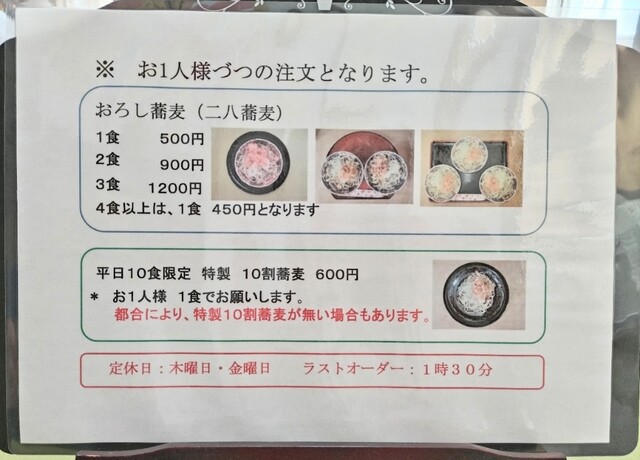 ※　お1人様づつの注文となります。
おろし蕎麦（二八蕎麦）
1食　500円
2食　900円
3食　1200円
4食以上は、1食　450円となります
平日10食限定　特製　10割蕎麦　600円
*　お1人様　1食でお願いします。
都合により、特製10割蕎麦が無い場合もあります。
定休日：木曜日・金曜日　　ラストオーダー：1時30分